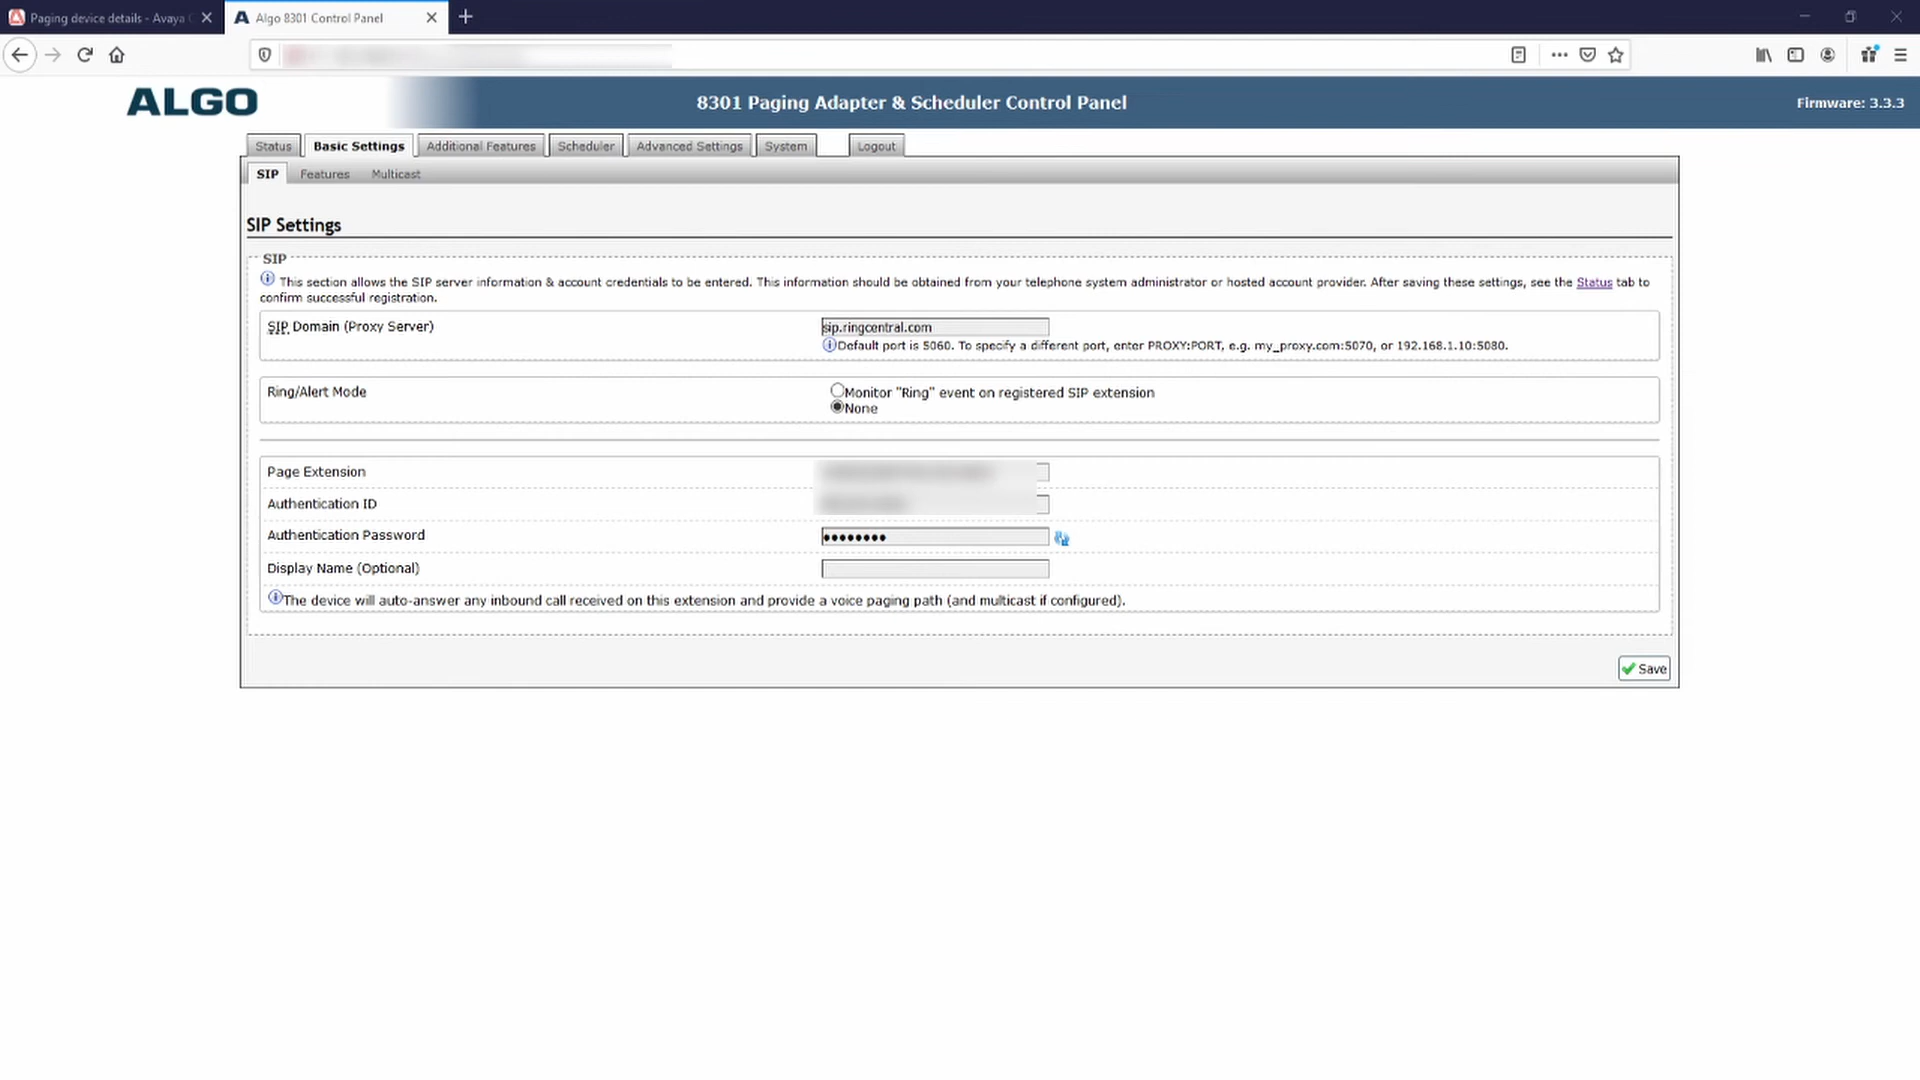 Paging device details - Avaya
Algo 8301 Control Panel
ALGO
8301 Paging Adapter & Scheduler Control Panel
Firmware: 3.3.3
Status
Basic Settings
Additional Features
Scheduler
Advanced Settings
System
Logout
SIP
Features
Multicast
SIP Settings
SIP
This section allows the SIP server information & account credentials to be entered. This information should be obtained from your telephone system administrator or hosted account provider. After saving these settings, see the Status tab to
confirm successful registration.
SIP Domain (Proxy Server)
sip.ringcentral.com
Default port is 5060. To specify a different port, enter PROXY:PORT, e.g. my_proxy.com:5070, or 192.168.1.10:5080.
Ring/Alert Mode
Monitor "Ring" event on registered SIP extension
None
Page Extension
Authentication ID
Authentication Password
Display Name (Optional)
The device will auto-answer any inbound call received on this extension and provide a voice paging path (and multicast if configured).
Save